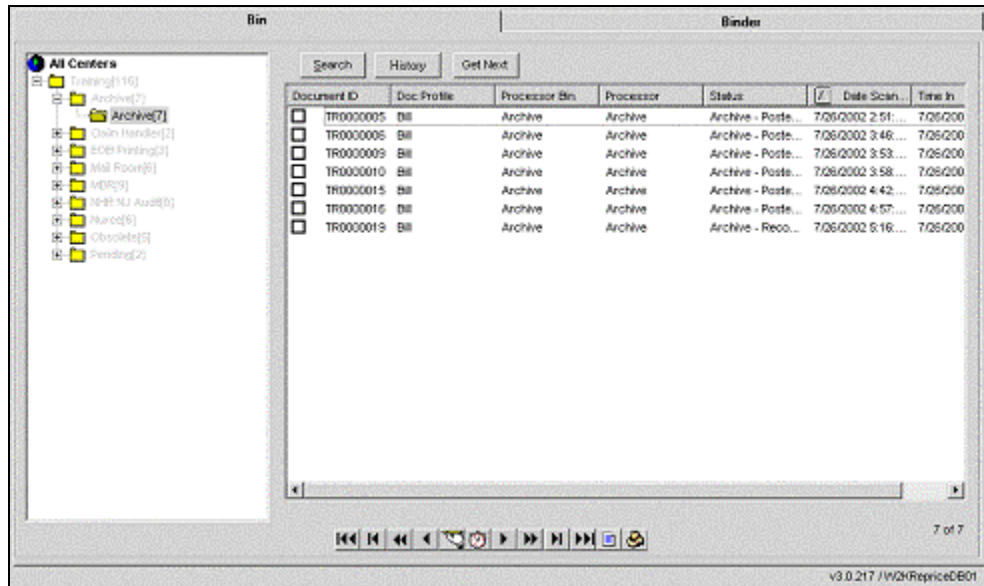 Bin
Binder
All Centers
Training[116]
Archive[7]
Archive[7]
Claim Handler[2]
EOB Printing[3]
Mail Room[6]
MBR[9]
Audit
Nurse[6]
Obsolete[5]
Pending[2]
Search History Get Next
Document ID Doc Profile Processor Bin Processor Status Date Scan... Time In
TR0000005 Bill Archive Archive Archive - Poste... 7/26/2002 2:51:... 7/26/200
TR0000006 Bill Archive Archive Archive - Poste... 7/26/2002 3:46:... 7/26/200
TR0000009 Bill Archive Archive Archive - Poste... 7/26/2002 3:53:... 7/26/200
TR0000010 Bill Archive Archive Archive - Poste... 7/26/2002 3:58:... 7/26/200
TR0000015 Bill Archive Archive Archive - Poste... 7/26/2002 4:42:... 7/26/200
TR0000016 Bill Archive Archive Archive - Poste... 7/26/2002 4:57:... 7/26/200
TR0000019 Bill Archive Archive Archive - Reco... 7/26/2002 5:16:... 7/26/200
7 of 7
v3.0.217 / W2KRepriceDB01